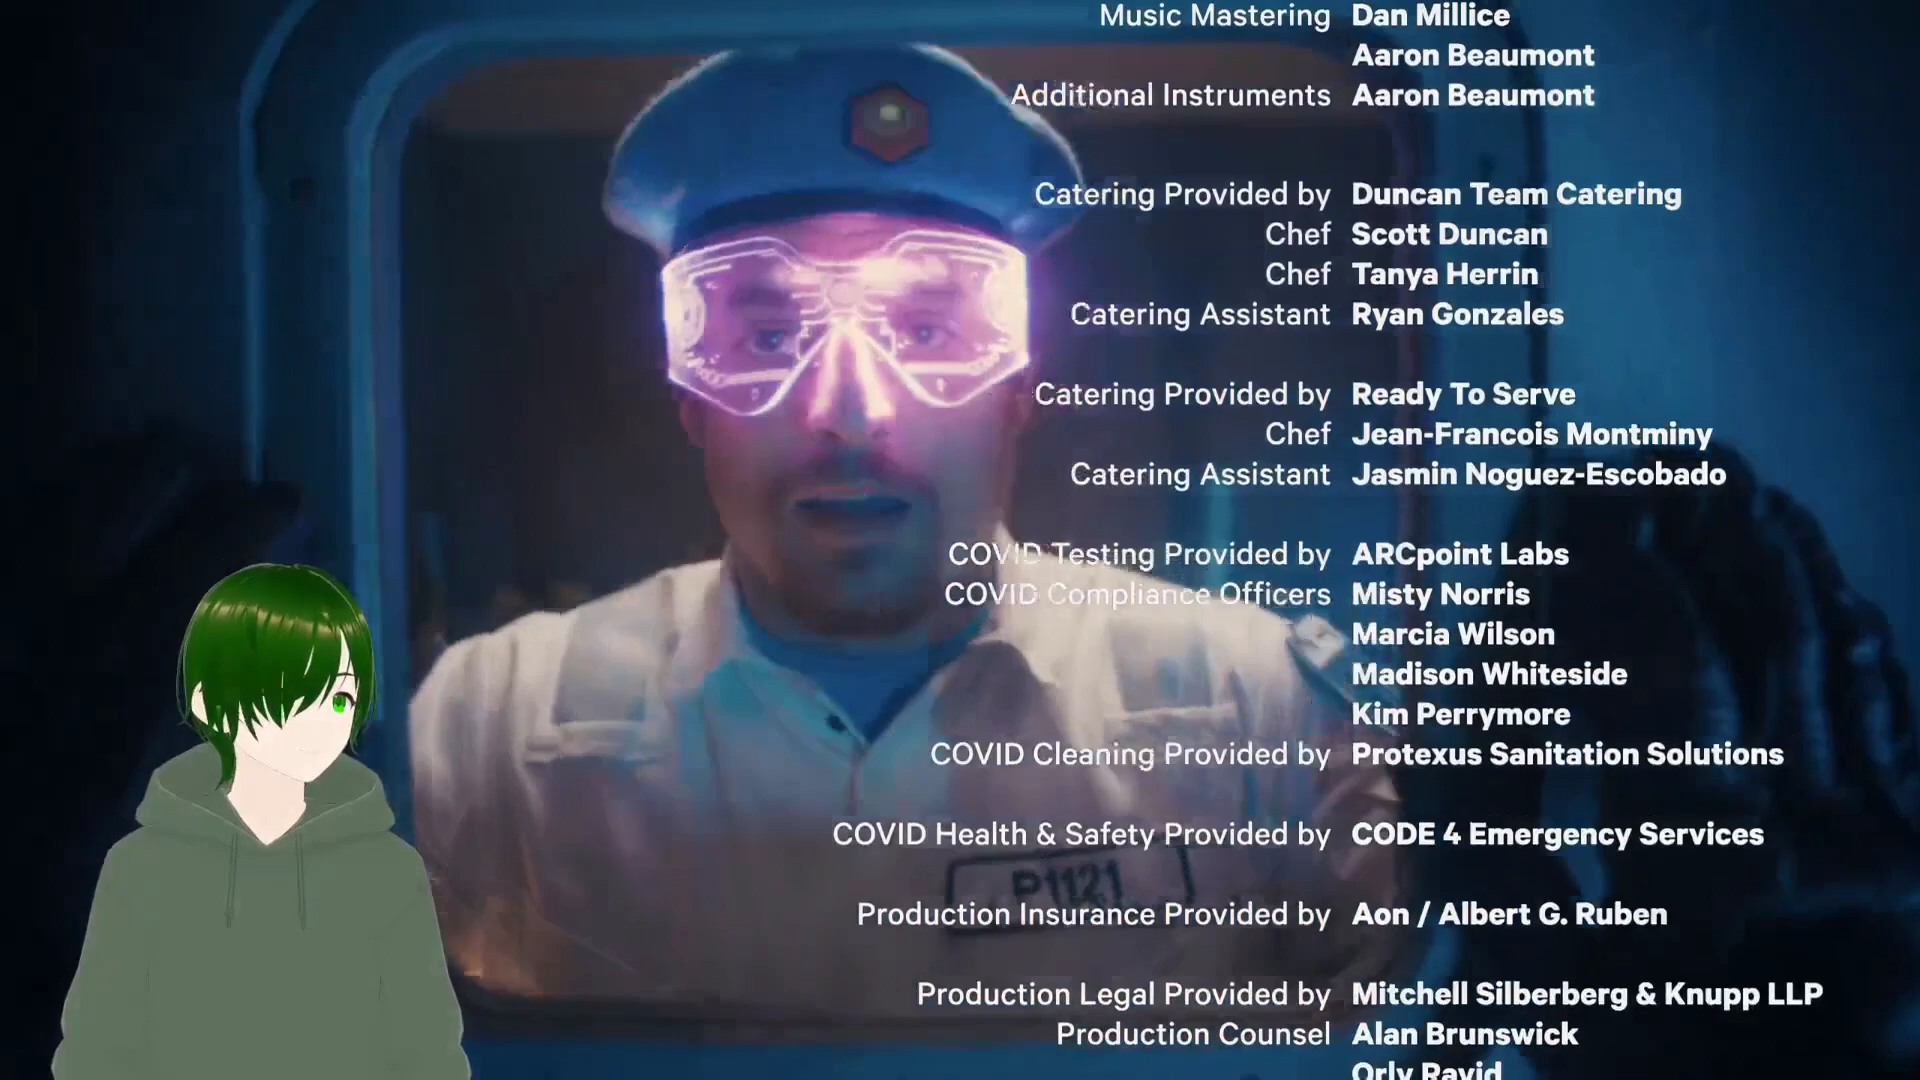 Music Mastering Dan Millice
Aaron Beaumont
Additional Instruments Aaron Beaumont
Catering Provided by Duncan Team Catering
Chef Scott Duncan
Chef Tanya Herrin
Catering Assistant Ryan Gonzales
Catering Provided by Ready To Serve
Chef Jean-Francois Montminy
Catering Assistant Jasmin Noguez-Escobado
COVID Testing Provided by ARCpoint Labs
COVID Compliance Officers Misty Norris
Marcia Wilson
Madison Whiteside
Kim Perrymore
COVID Cleaning Provided by Protexus Sanitation Solutions
COVID Health & Safety Provided by CODE 4 Emergency Services
P1121
Production Insurance Provided by Aon / Albert G. Ruben
Production Legal Provided by Mitchell Silberberg & Knupp LLP
Production Counsel Alan Brunswick
Orly Ravid